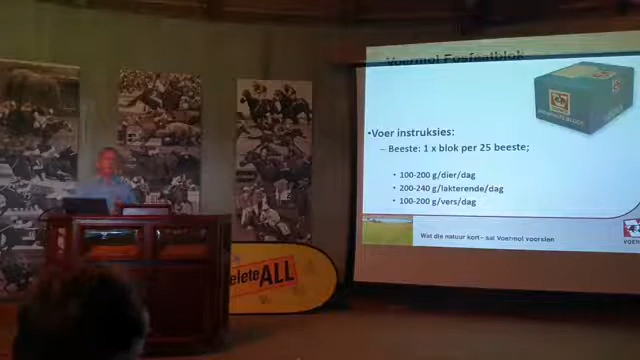 Voermol Fosfaatblok
•Voer instruksies:
– Beeste: 1 x blok per 25 beeste;
• 100-200 g/dier/dag
• 200-240 g/lakterende/dag
• 100-200 g/vers/dag
Wat die natuur kort – sal Voermol voorsien
eleteALL